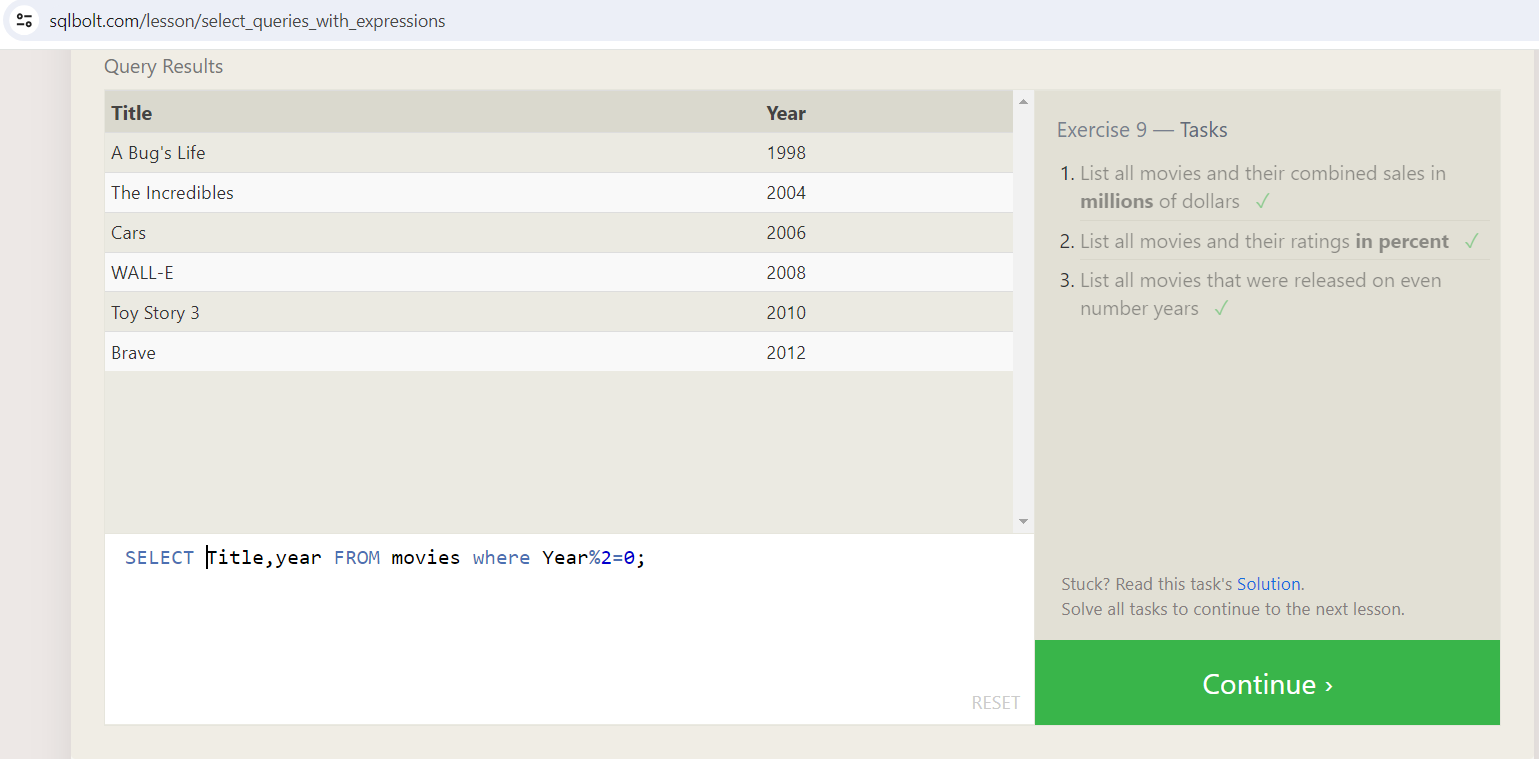 sqlbolt.com/lesson/select_queries_with_expressions
Query Results
Title Year
A Bug's Life 1998
The Incredibles 2004
Cars 2006
WALL-E 2008
Toy Story 3 2010
Brave 2012
SELECT Title,year FROM movies where Year%2=0;
RESET
Exercise 9 — Tasks
1. List all movies and their combined sales in
millions of dollars ✓
2. List all movies and their ratings in percent ✓
3. List all movies that were released on even
number years ✓
Stuck? Read this task's Solution.
Solve all tasks to continue to the next lesson.
Continue ›